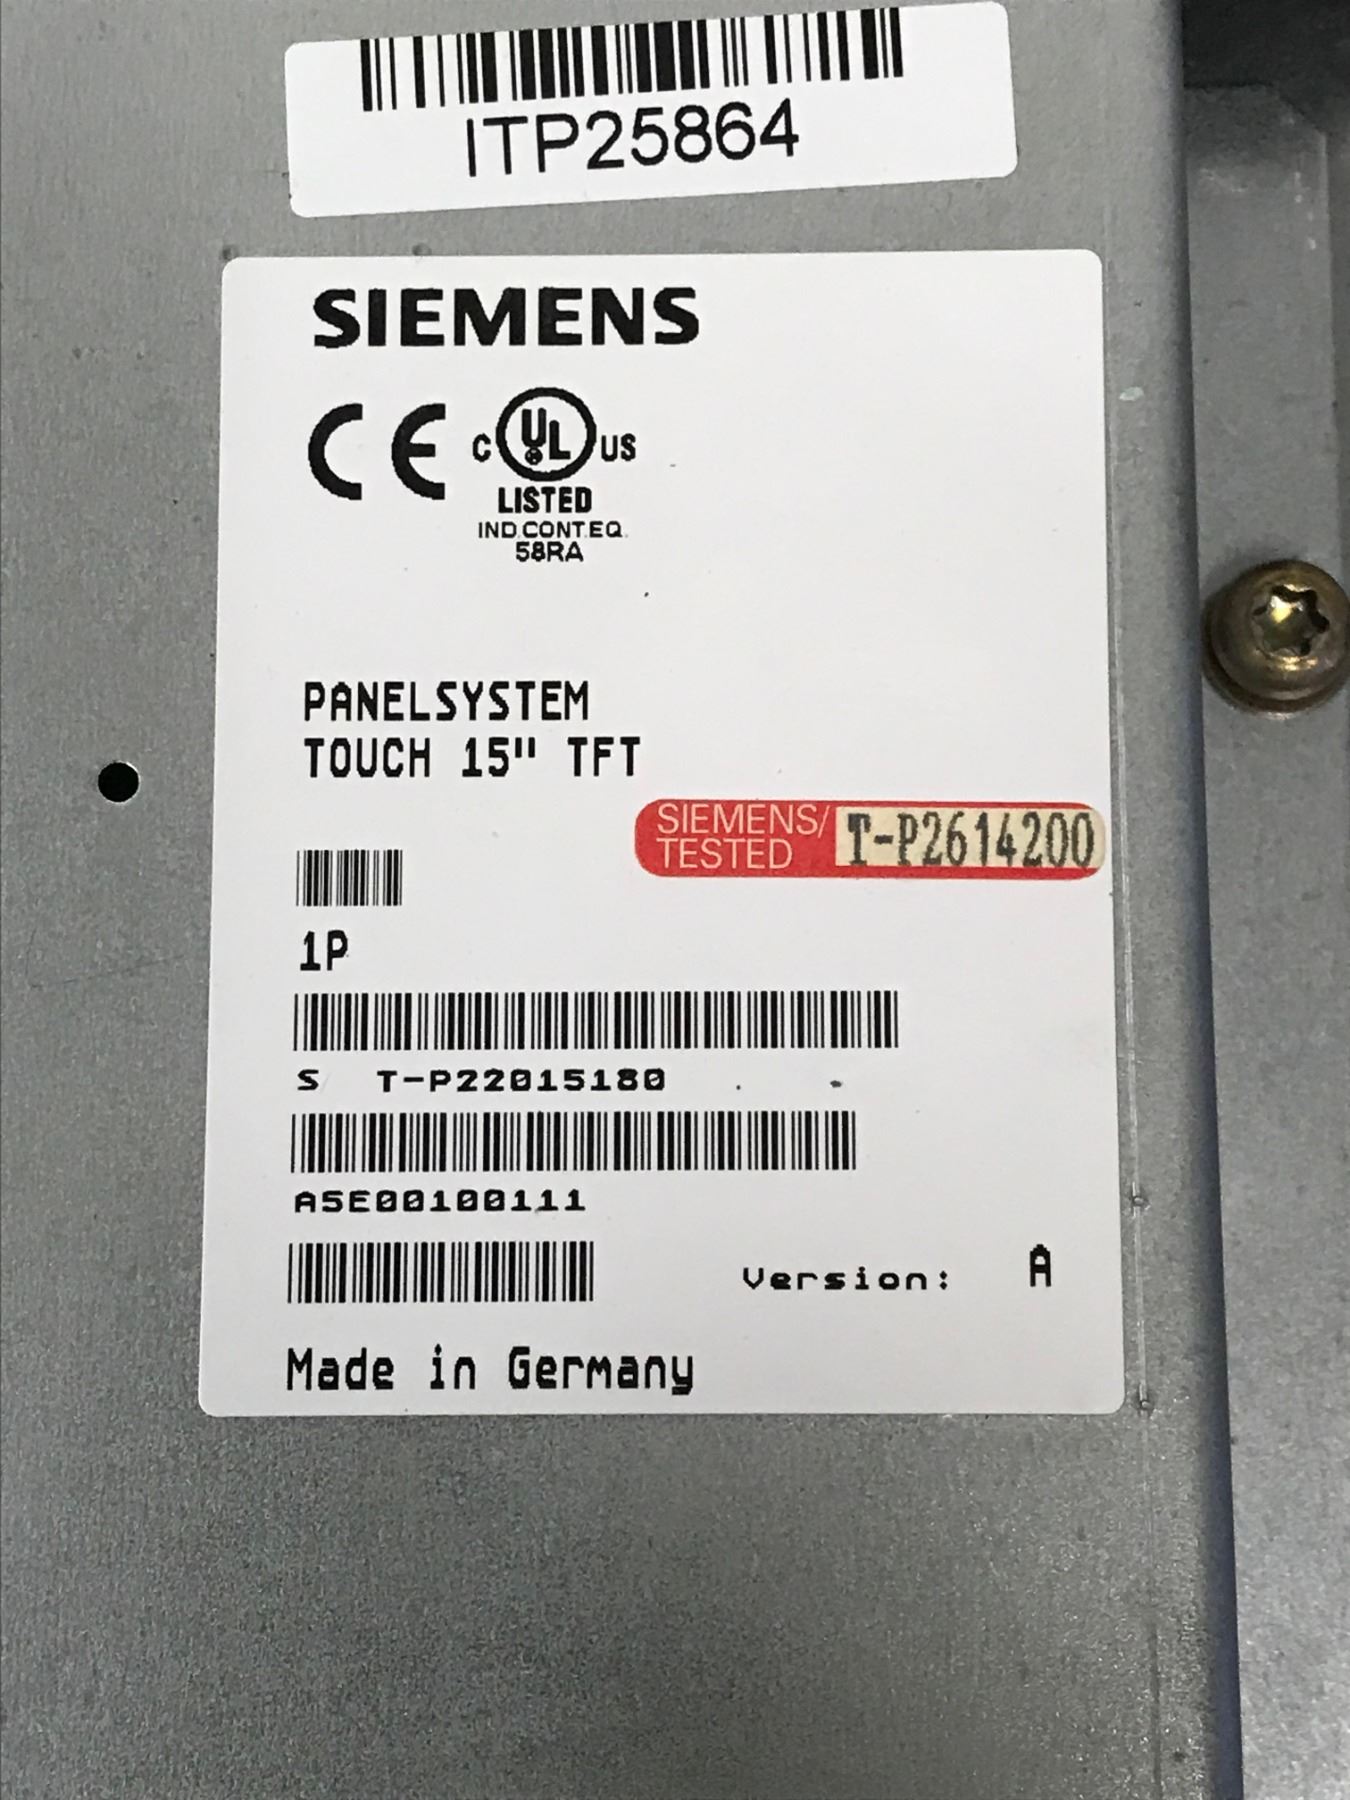 ITP25864
SIEMENS
CE C UL US
LISTED
IND.CONT.EQ.
58RA
PANELSYSTEM
TOUCH 15" TFT
SIEMENS/
TESTED
T-P2614200
1P
S T-P22015180
A5E00100111
Version: A
Made in Germany